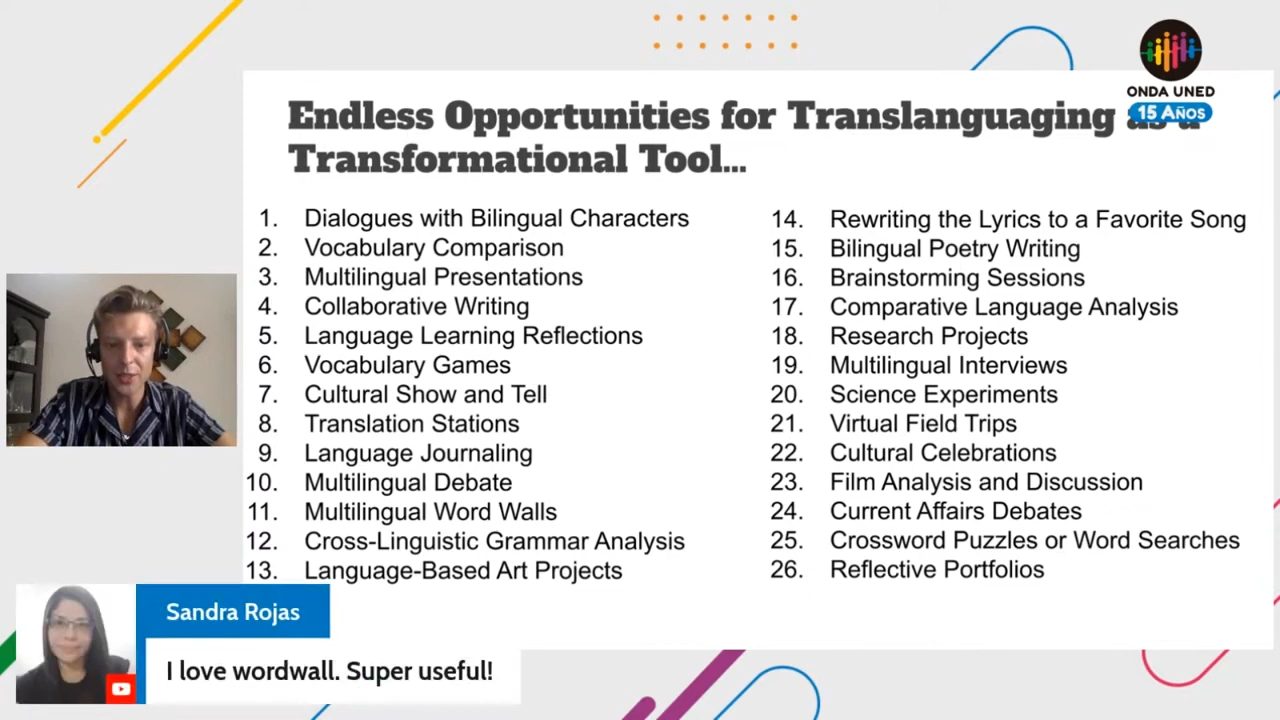 ONDA UNED
15 AÑOS
Endless Opportunities for Translanguaging as a
Transformational Tool...
1. Dialogues with Bilingual Characters
2. Vocabulary Comparison
3. Multilingual Presentations
4. Collaborative Writing
5. Language Learning Reflections
6. Vocabulary Games
7. Cultural Show and Tell
8. Translation Stations
9. Language Journaling
10. Multilingual Debate
11. Multilingual Word Walls
12. Cross-Linguistic Grammar Analysis
13. Language-Based Art Projects
14. Rewriting the Lyrics to a Favorite Song
15. Bilingual Poetry Writing
16. Brainstorming Sessions
17. Comparative Language Analysis
18. Research Projects
19. Multilingual Interviews
20. Science Experiments
21. Virtual Field Trips
22. Cultural Celebrations
23. Film Analysis and Discussion
24. Current Affairs Debates
25. Crossword Puzzles or Word Searches
26. Reflective Portfolios
Sandra Rojas
I love wordwall. Super useful!